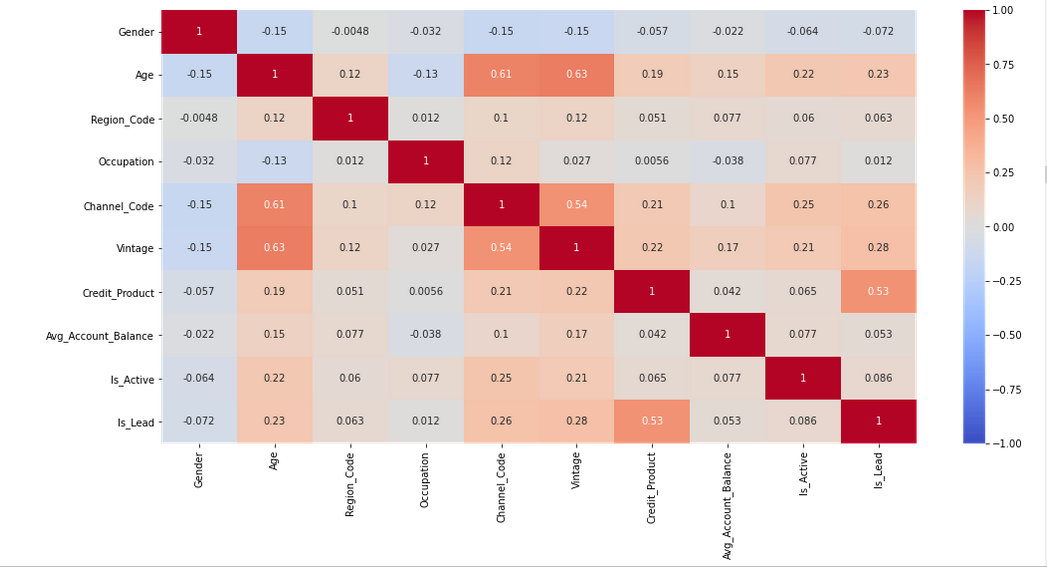 Gender 1 -0.15 -0.0048 -0.032 -0.15 -0.15 -0.057 -0.022 -0.064 -0.072
Age -0.15 1 0.12 -0.13 0.61 0.63 0.19 0.15 0.22 0.23
Region_Code -0.0048 0.12 1 0.012 0.1 0.12 0.051 0.077 0.06 0.063
Occupation -0.032 -0.13 0.012 1 0.12 0.027 0.0056 -0.038 0.077 0.012
Channel_Code -0.15 0.61 0.1 0.12 1 0.54 0.21 0.1 0.25 0.26
Vintage -0.15 0.63 0.12 0.027 0.54 1 0.22 0.17 0.21 0.28
Credit_Product -0.057 0.19 0.051 0.0056 0.21 0.22 1 0.042 0.065 0.53
Avg_Account_Balance -0.022 0.15 0.077 -0.038 0.1 0.17 0.042 1 0.077 0.053
Is_Active -0.064 0.22 0.06 0.077 0.25 0.21 0.065 0.077 1 0.086
Is_Lead -0.072 0.23 0.063 0.012 0.26 0.28 0.53 0.053 0.086 1
Gender
Age
Region_Code
Occupation
Channel_Code
Vintage
Credit_Product
Avg_Account_Balance
Is_Active
Is_Lead
1.00
0.75
0.50
0.25
0.00
−0.25
−0.50
−0.75
−1.00